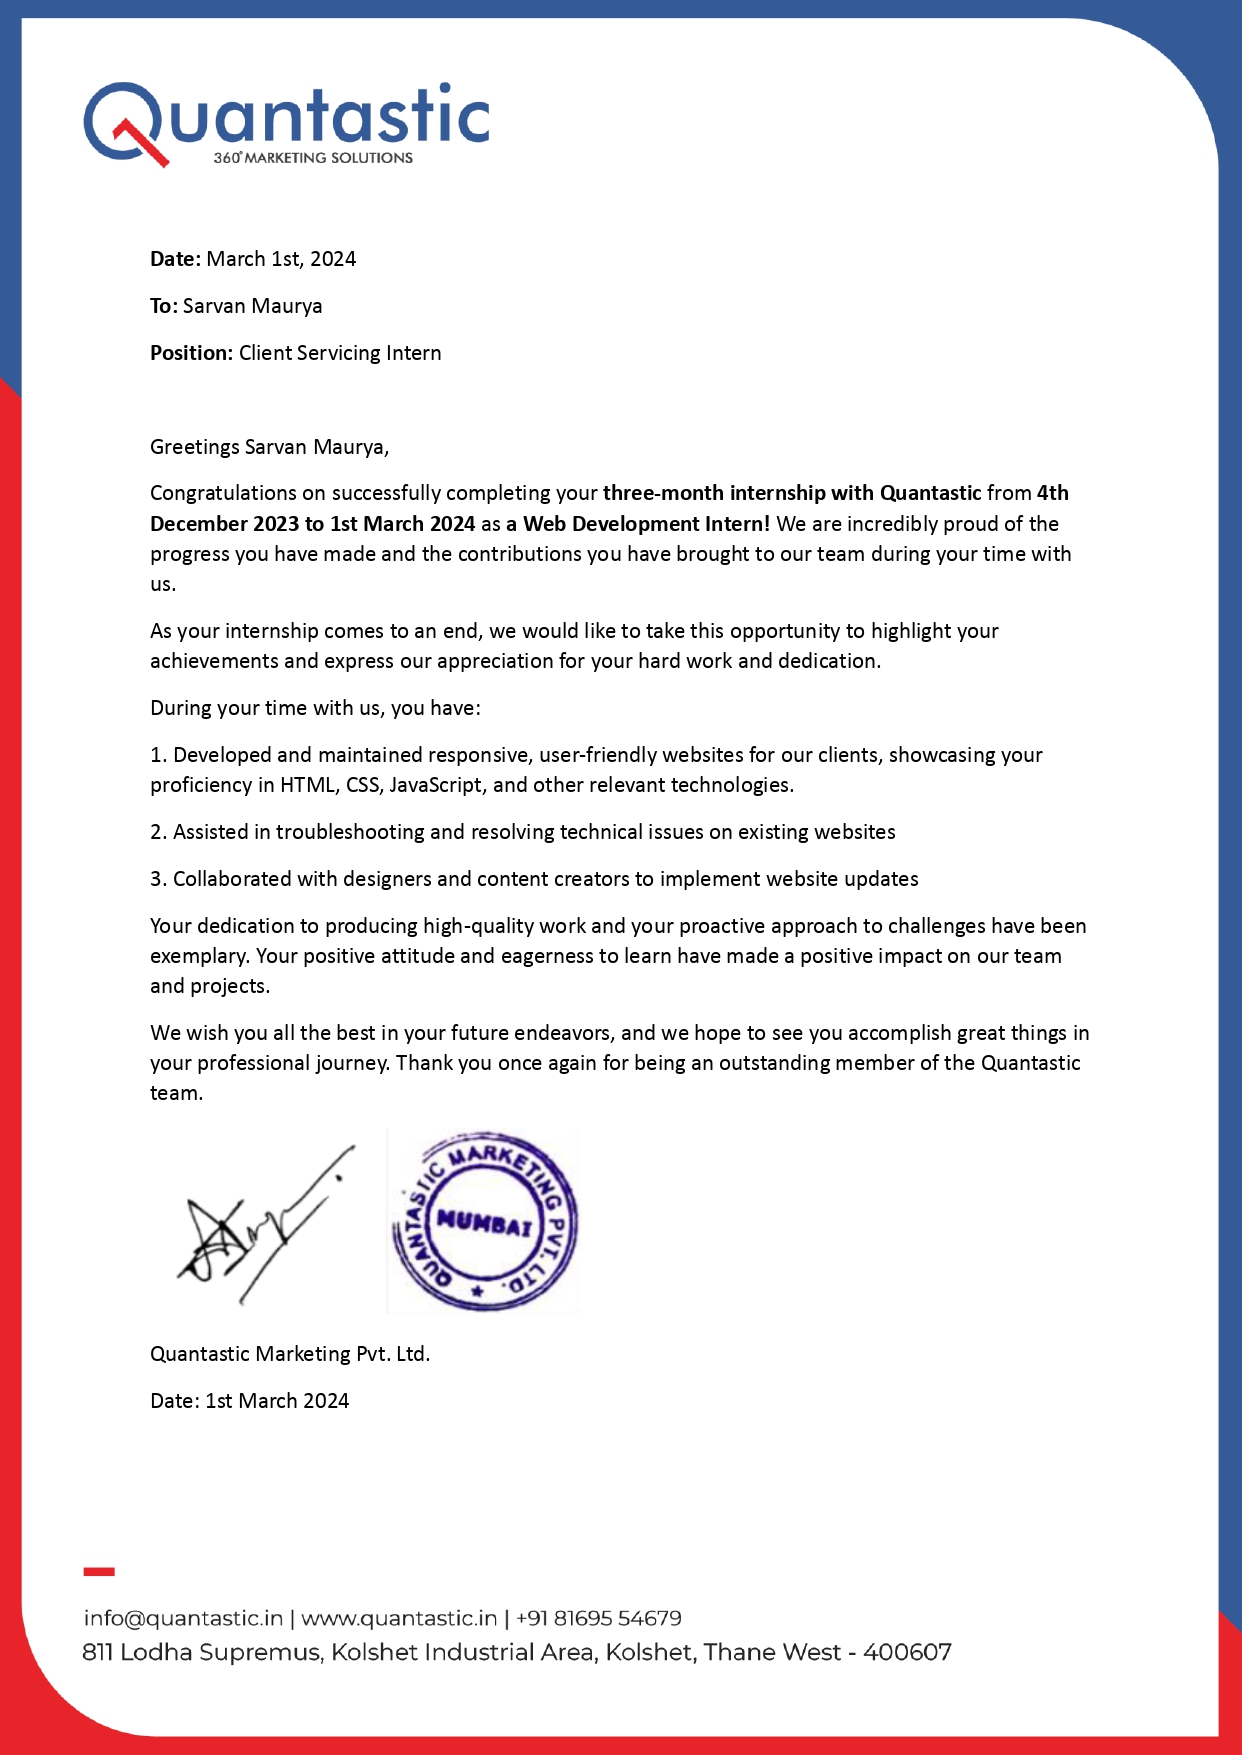 Quantastic
360° MARKETING SOLUTIONS
Date: March 1st, 2024
To: Sarvan Maurya
Position: Client Servicing Intern
Greetings Sarvan Maurya,
Congratulations on successfully completing your three-month internship with Quantastic from 4th
December 2023 to 1st March 2024 as a Web Development Intern! We are incredibly proud of the
progress you have made and the contributions you have brought to our team during your time with
us.
As your internship comes to an end, we would like to take this opportunity to highlight your
achievements and express our appreciation for your hard work and dedication.
During your time with us, you have:
1. Developed and maintained responsive, user-friendly websites for our clients, showcasing your
proficiency in HTML, CSS, JavaScript, and other relevant technologies.
2. Assisted in troubleshooting and resolving technical issues on existing websites
3. Collaborated with designers and content creators to implement website updates
Your dedication to producing high-quality work and your proactive approach to challenges have been
exemplary. Your positive attitude and eagerness to learn have made a positive impact on our team
and projects.
We wish you all the best in your future endeavors, and we hope to see you accomplish great things in
your professional journey. Thank you once again for being an outstanding member of the Quantastic
team.
QUANTASTIC MARKETING PVT. LTD.
MUMBAI
Quantastic Marketing Pvt. Ltd.
Date: 1st March 2024
info@quantastic.in | www.quantastic.in | +91 81695 54679
811 Lodha Supremus, Kolshet Industrial Area, Kolshet, Thane West - 400607